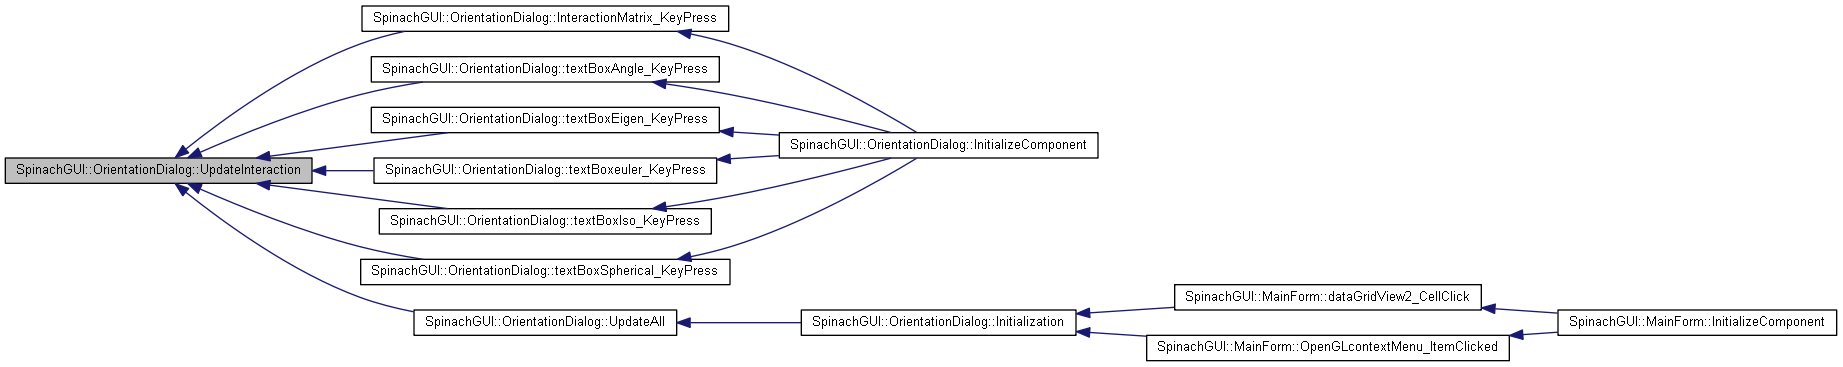 SpinachGUI::OrientationDialog::InteractionMatrix_KeyPress
SpinachGUI::OrientationDialog::textBoxAngle_KeyPress
SpinachGUI::OrientationDialog::textBoxEigen_KeyPress
SpinachGUI::OrientationDialog::InitializeComponent
SpinachGUI::OrientationDialog::UpdateInteraction
SpinachGUI::OrientationDialog::textBoxeuler_KeyPress
SpinachGUI::OrientationDialog::textBoxIso_KeyPress
SpinachGUI::OrientationDialog::textBoxSpherical_KeyPress
SpinachGUI::MainForm::dataGridView2_CellClick
SpinachGUI::OrientationDialog::UpdateAll
SpinachGUI::OrientationDialog::Initialization
SpinachGUI::MainForm::InitializeComponent
SpinachGUI::MainForm::OpenGLcontextMenu_ItemClicked